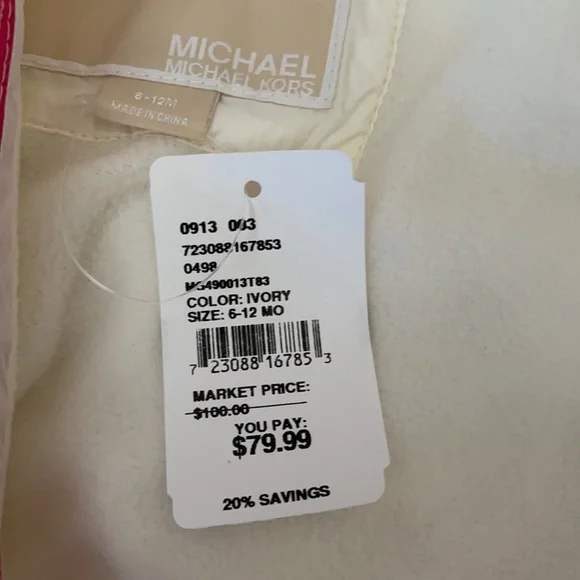 MICHAEL
MICHAEL KORS
6-12M
MADE IN CHINA
0913 003
723088167853
0498
MG490013T83
COLOR: IVORY
SIZE: 6-12 MO
7 23088 16785 3
MARKET PRICE:
$100.00
YOU PAY:
$79.99
20% SAVINGS